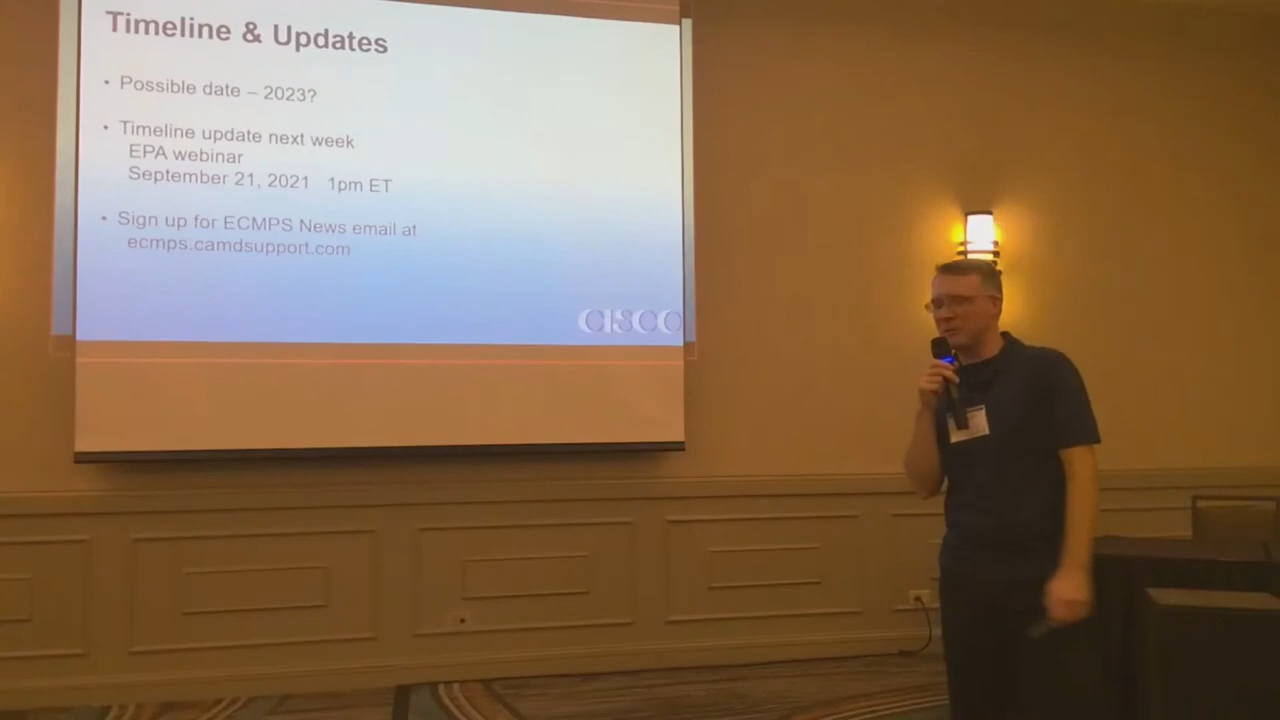 Timeline & Updates
• Possible date – 2023?
• Timeline update next week
EPA webinar
September 21, 2021 1pm ET
• Sign up for ECMPS News email at
ecmps.camdsupport.com
CISCO